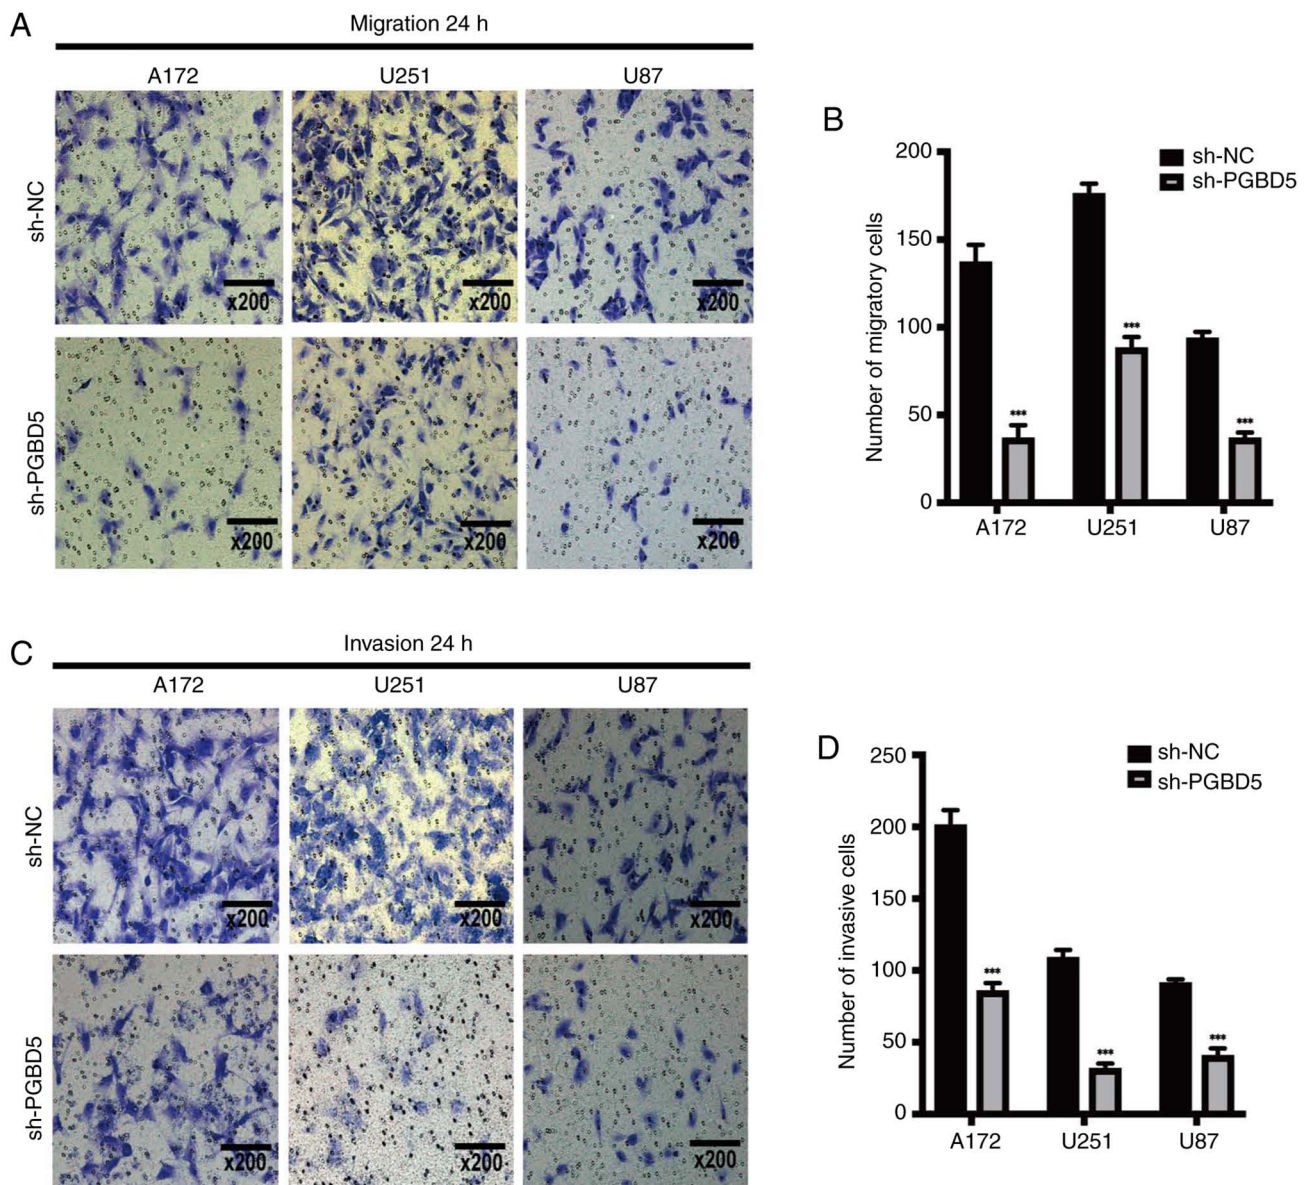 A
Migration 24 h
A172 U251 U87
sh-NC
x200 x200 x200
sh-PGBD5
x200 x200 x200
B
sh-NC
sh-PGBD5
Number of migratory cells
200
150
100
50
0
***
***
***
A172 U251 U87
C
Invasion 24 h
A172 U251 U87
sh-NC
x200 x200 x200
sh-PGBD5
x200 x200 x200
D
sh-NC
sh-PGBD5
Number of invasive cells
250
200
150
100
50
0
***
***
***
A172 U251 U87